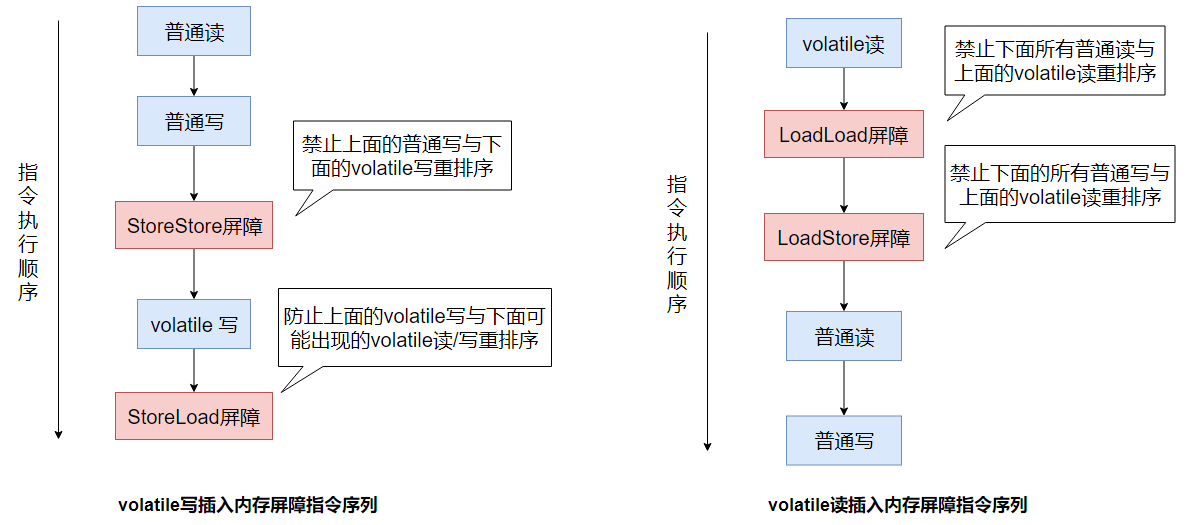 普通读
普通写
禁止上面的普通写与下
面的volatile写重排序
StoreStore屏障
volatile 写
防止上面的volatile写与下面可
能出现的volatile读/写重排序
StoreLoad屏障
指令执行顺序
volatile写插入内存屏障指令序列
volatile读
禁止下面所有普通读与
上面的volatile读重排序
LoadLoad屏障
禁止下面的所有普通写与
上面的volatile读重排序
LoadStore屏障
普通读
普通写
指令执行顺序
volatile读插入内存屏障指令序列